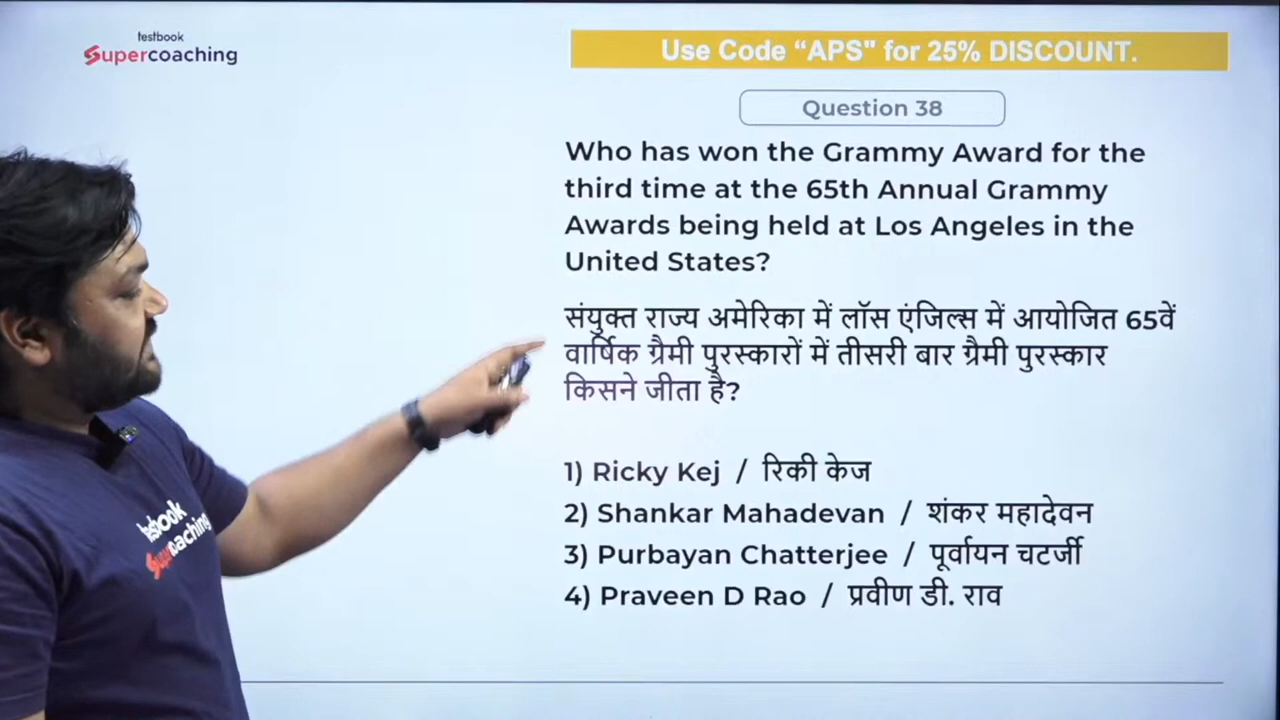 testbook
Supercoaching
Use Code “APS" for 25% DISCOUNT.
Question 38
Who has won the Grammy Award for the
third time at the 65th Annual Grammy
Awards being held at Los Angeles in the
United States?
संयुक्त राज्य अमेरिका में लॉस एंजिल्स में आयोजित 65वें
वार्षिक ग्रैमी पुरस्कारों में तीसरी बार ग्रैमी पुरस्कार
किसने जीता है?
1) Ricky Kej / रिकी केज
2) Shankar Mahadevan / शंकर महादेवन
3) Purbayan Chatterjee / पूर्वायन चटर्जी
4) Praveen D Rao / प्रवीण डी. राव
testbook
Supercoaching